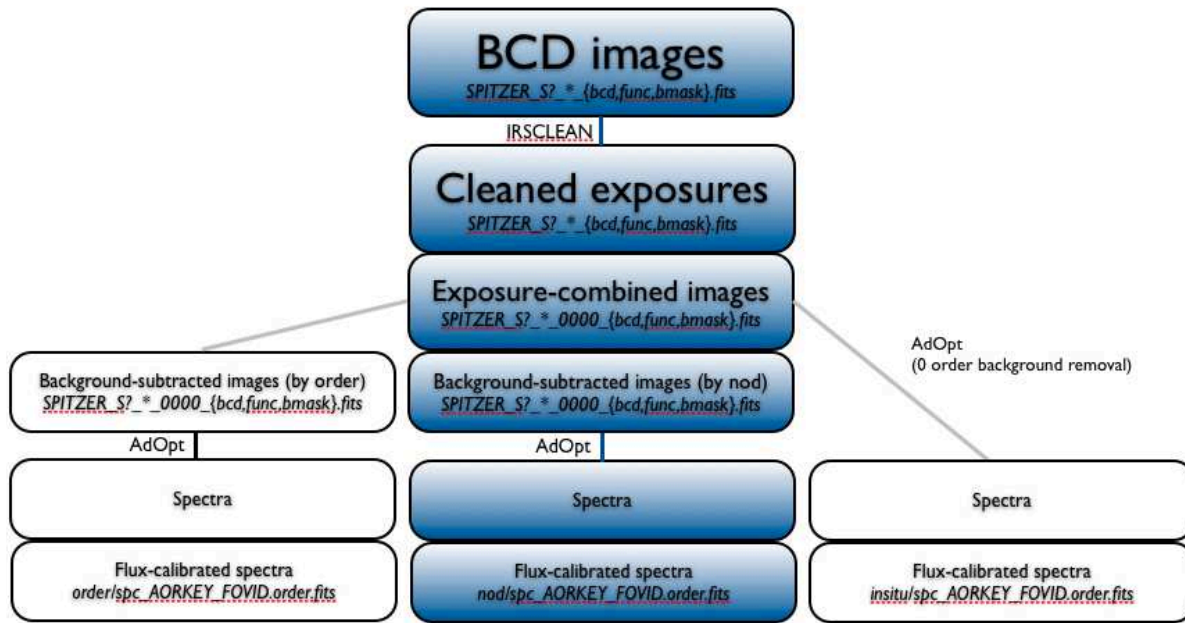 BCD images
SPITZER_S?_*_{bcd,func,bmask}.fits
IRSCLEAN
Cleaned exposures
SPITZER_S?_*_{bcd,func,bmask}.fits
Exposure-combined images
SPITZER_S?_*_0000_{bcd,func,bmask}.fits
AdOpt
(0 order background removal)
Background-subtracted images (by order)
SPITZER_S?_*_0000_{bcd,func,bmask}.fits
Background-subtracted images (by nod)
SPITZER_S?_*_0000_{bcd,func,bmask}.fits
AdOpt
AdOpt
Spectra
Spectra
Spectra
Flux-calibrated spectra
order/spc_AORKEY_FOVID.order.fits
Flux-calibrated spectra
nod/spc_AORKEY_FOVID.order.fits
Flux-calibrated spectra
insitu/spc_AORKEY_FOVID.order.fits